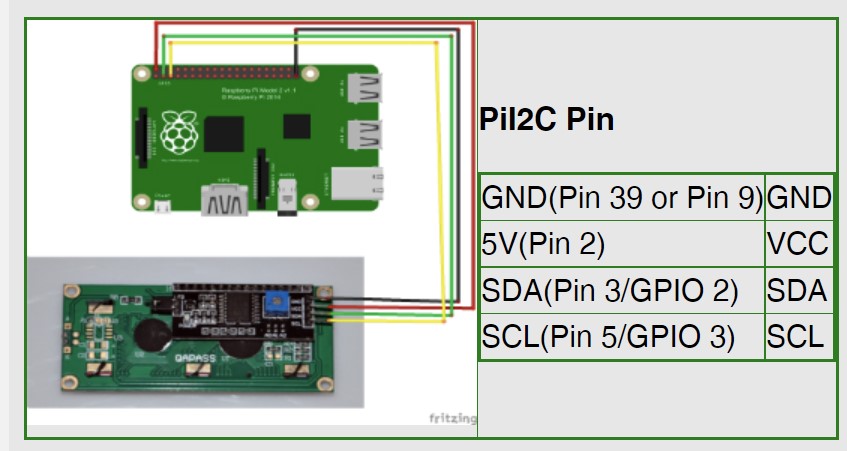 Raspberry Pi Model 2 v1.1
© Raspberry Pi 2014
QAPASS
fritzing
PiI2C Pin
GND(Pin 39 or Pin 9) GND
5V(Pin 2) VCC
SDA(Pin 3/GPIO 2) SDA
SCL(Pin 5/GPIO 3) SCL